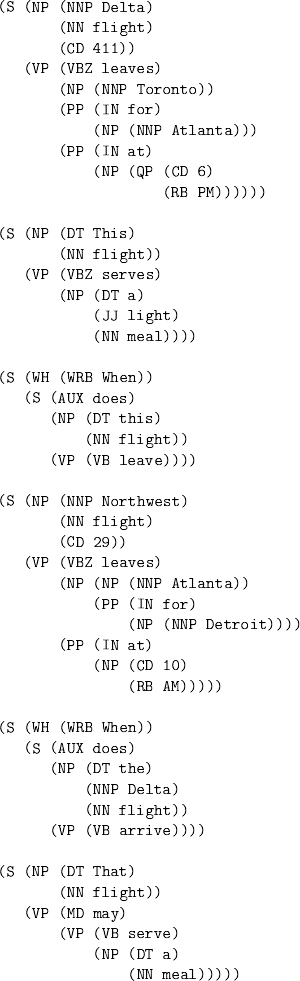 (S (NP (NNP Delta)
(NN flight)
(CD 411))
(VP (VBZ leaves)
(NP (NNP Toronto))
(PP (IN for)
(NP (NNP Atlanta)))
(PP (IN at)
(NP (QP (CD 6)
(RB PM))))))
(S (NP (DT This)
(NN flight))
(VP (VBZ serves)
(NP (DT a)
(JJ light)
(NN meal))))
(S (WH (WRB When))
(S (AUX does)
(NP (DT this)
(NN flight))
(VP (VB leave))))
(S (NP (NNP Northwest)
(NN flight)
(CD 29))
(VP (VBZ leaves)
(NP (NP (NNP Atlanta))
(PP (IN for)
(NP (NNP Detroit))))
(PP (IN at)
(NP (CD 10)
(RB AM)))))
(S (WH (WRB When))
(S (AUX does)
(NP (DT the)
(NNP Delta)
(NN flight))
(VP (VB arrive))))
(S (NP (DT That)
(NN flight))
(VP (MD may)
(VP (VB serve)
(NP (DT a)
(NN meal)))))